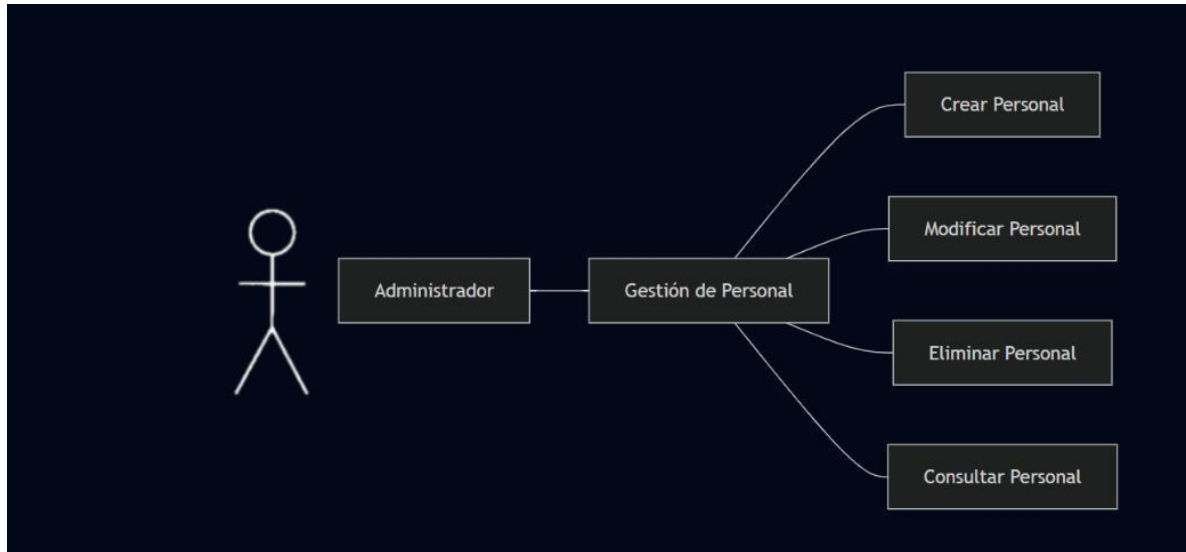 Crear Personal
Modificar Personal
Administrador
Gestión de Personal
Eliminar Personal
Consultar Personal